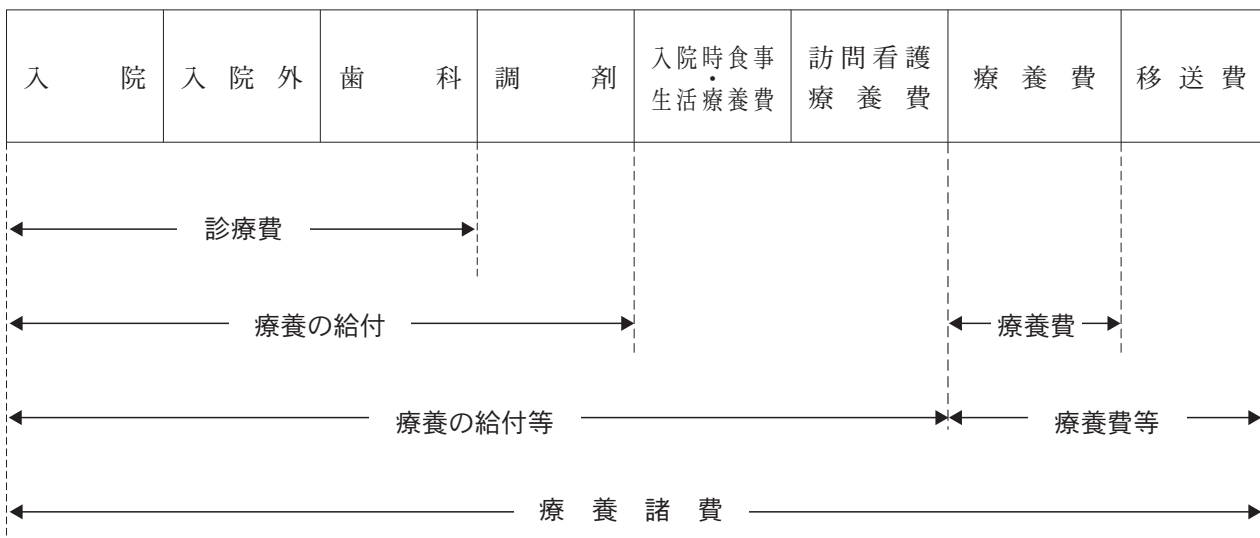 入院
入院外
歯科
調剤
入院時食事
・
生活療養費
訪問看護
療養費
療養費
移送費
診療費
療養の給付
療養費
療養の給付等
療養費等
療養諸費